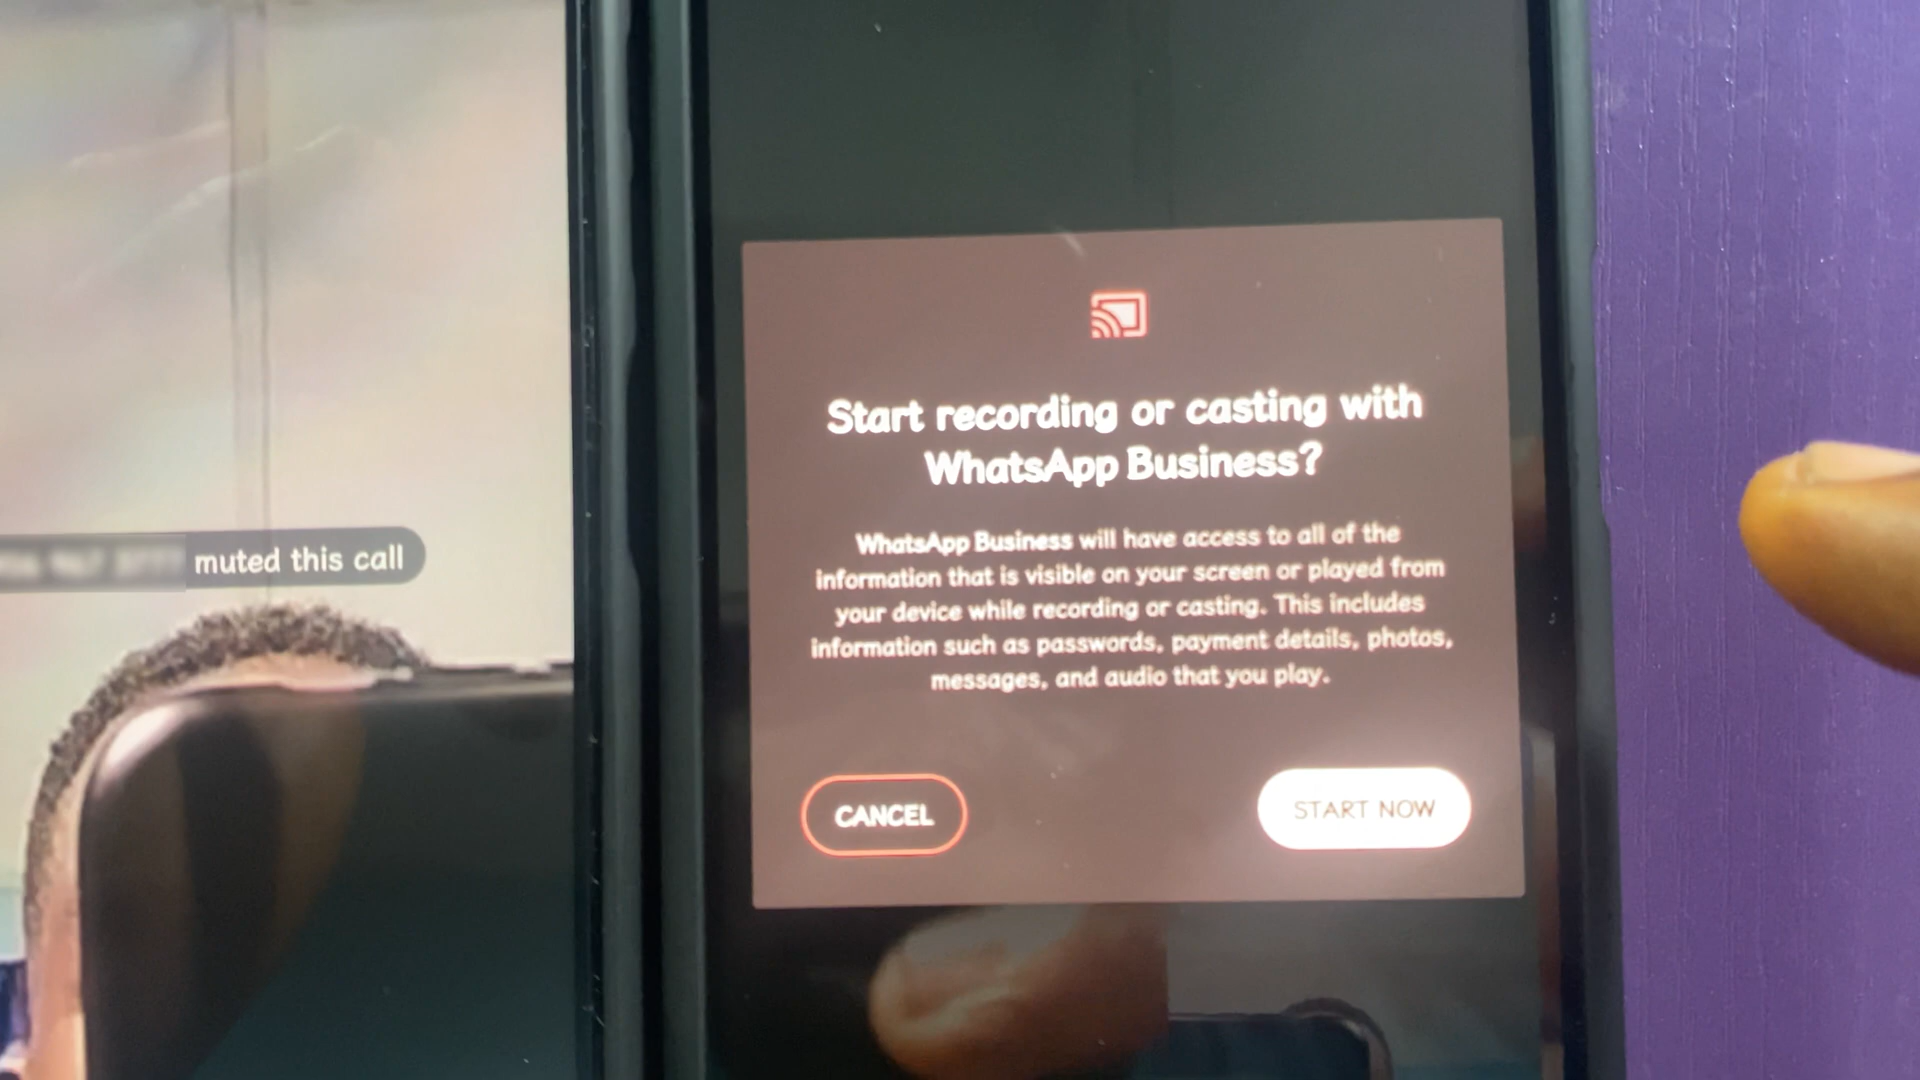 muted this call
Start recording or casting with
WhatsApp Business?
WhatsApp Business will have access to all of the
information that is visible on your screen or played from
your device while recording or casting. This includes
information such as passwords, payment details, photos,
messages, and audio that you play.
CANCEL
START NOW